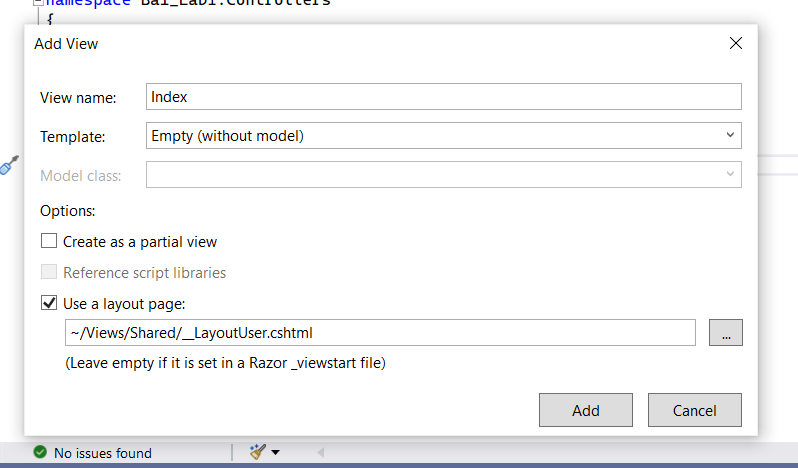 namespace Bai_Lab1.Controllers
{
Add View
View name:
Index
Template:
Empty (without model)
Model class:
Options:
Create as a partial view
Reference script libraries
Use a layout page:
~/Views/Shared/__LayoutUser.cshtml
...
(Leave empty if it is set in a Razor _viewstart file)
Add
Cancel
No issues found